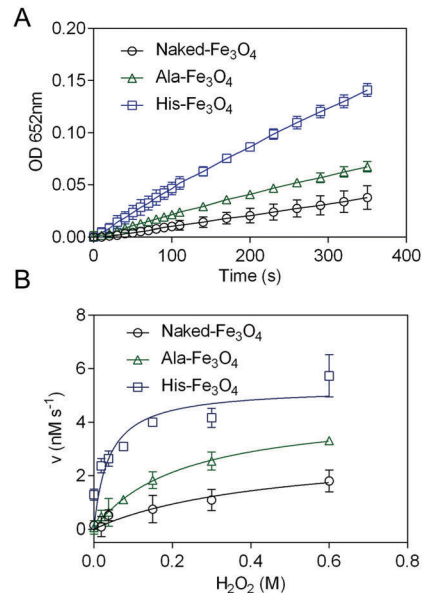 A
0.20
0.15
0.10
0.05
0.00
OD 652nm
Naked-Fe₃O₄
Ala-Fe₃O₄
His-Fe₃O₄
0 100 200 300 400
Time (s)
B
8
6
4
2
0
v (nM s⁻¹)
Naked-Fe₃O₄
Ala-Fe₃O₄
His-Fe₃O₄
0.0 0.2 0.4 0.6 0.8
H₂O₂ (M)